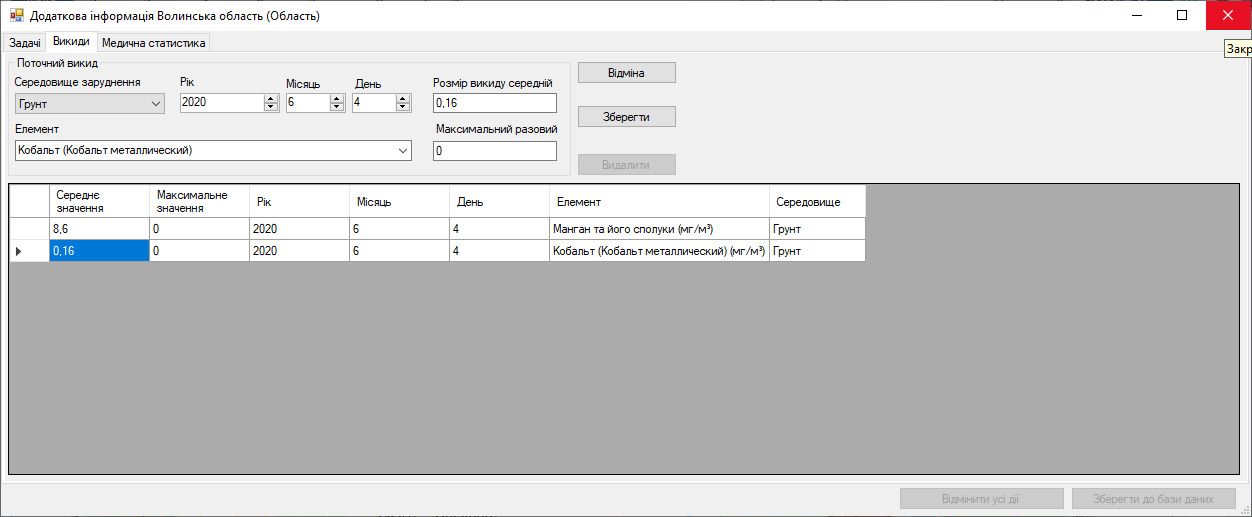 Додаткова інформація Волинська область (Область)
Задачі Викиди Медична статистика
Закр
Поточний викид
Середовище заруднення Рік Місяць День Розмір викиду середній
Грунт 2020 6 4 0,16
Елемент Максимальний разовий
Кобальт (Кобальт металлический) 0
Відміна
Зберегти
Видалити
Середнє значення Максимальне значення Рік Місяць День Елемент Середовище
8,6 0 2020 6 4 Манган та його сполуки (мг/м³) Грунт
0,16 0 2020 6 4 Кобальт (Кобальт металлический) (мг/м³) Грунт
Відмінити усі дії Зберегти до бази даних